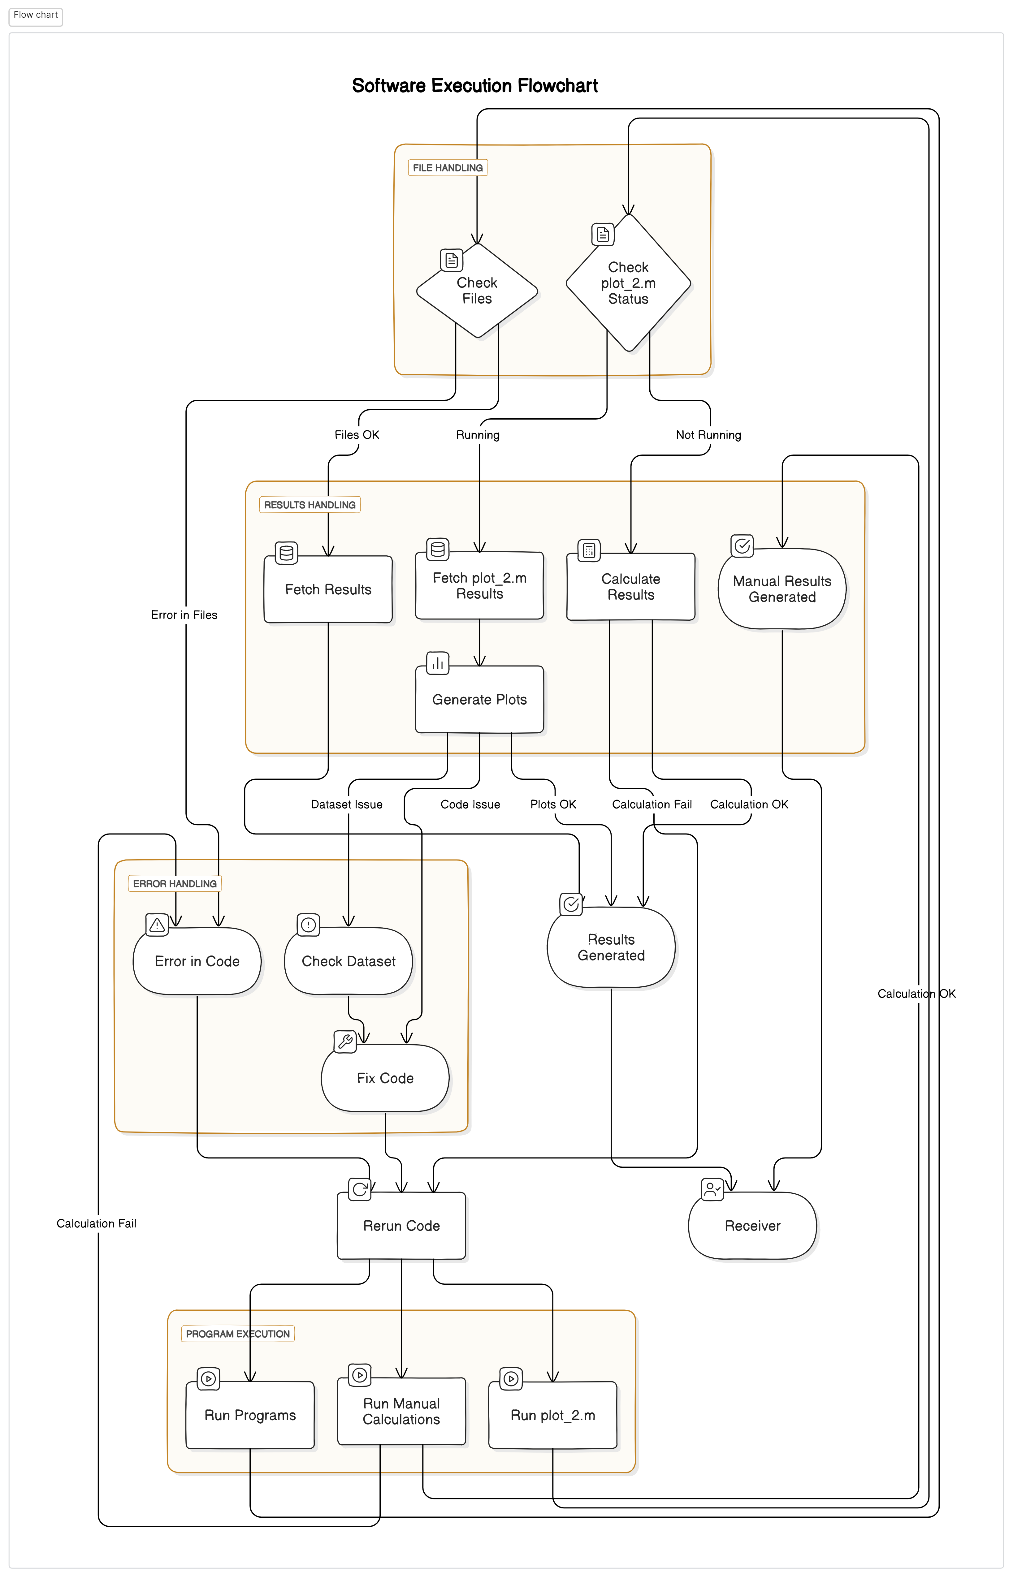 Flow chart
Software Execution Flowchart
FILE HANDLING
Check
Files
Check
plot_2.m
Status
Files OK
Running
Not Running
RESULTS HANDLING
Fetch Results
Fetch plot_2.m
Results
Calculate
Results
Manual Results
Generated
Error in Files
Generate Plots
Dataset Issue
Code Issue
Plots OK
Calculation Fail
Calculation OK
ERROR HANDLING
Error in Code
Check Dataset
Results
Generated
Calculation OK
Fix Code
Calculation Fail
Rerun Code
Receiver
PROGRAM EXECUTION
Run Programs
Run Manual
Calculations
Run plot_2.m